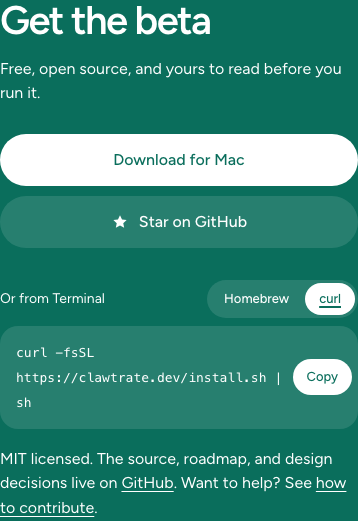 Get the beta
Free, open source, and yours to read before you
run it.
Download for Mac
★ Star on GitHub
Or from Terminal
Homebrew
curl
curl -fsSL
https://clawtrate.dev/install.sh |
sh
Copy
MIT licensed. The source, roadmap, and design
decisions live on GitHub. Want to help? See how
to contribute.